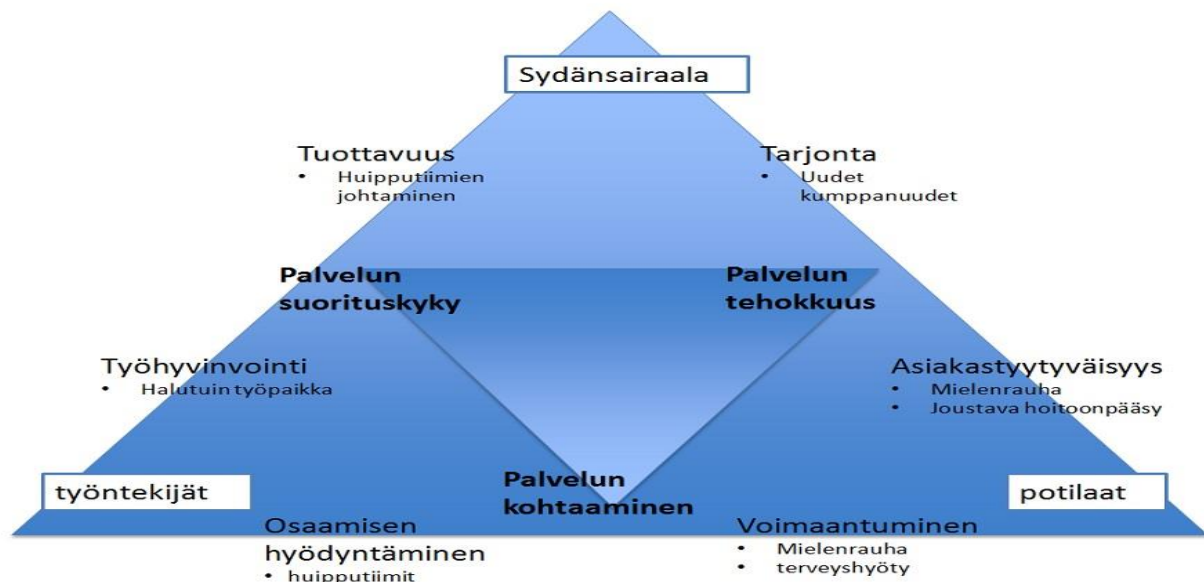 Sydänsairaala
Tuottavuus
• Huipputiimien
johtaminen
Tarjonta
• Uudet
kumppanuudet
Palvelun
suorituskyky
Palvelun
tehokkuus
Työhyvinvointi
• Halutuin työpaikka
Asiakastyytyväisyys
• Mielenrauha
• Joustava hoitoonpääsy
työntekijät
Palvelun
kohtaaminen
potilaat
Osaamisen
hyödyntäminen
• huipputiimit
Voimaantuminen
• Mielenrauha
• terveyshyöty